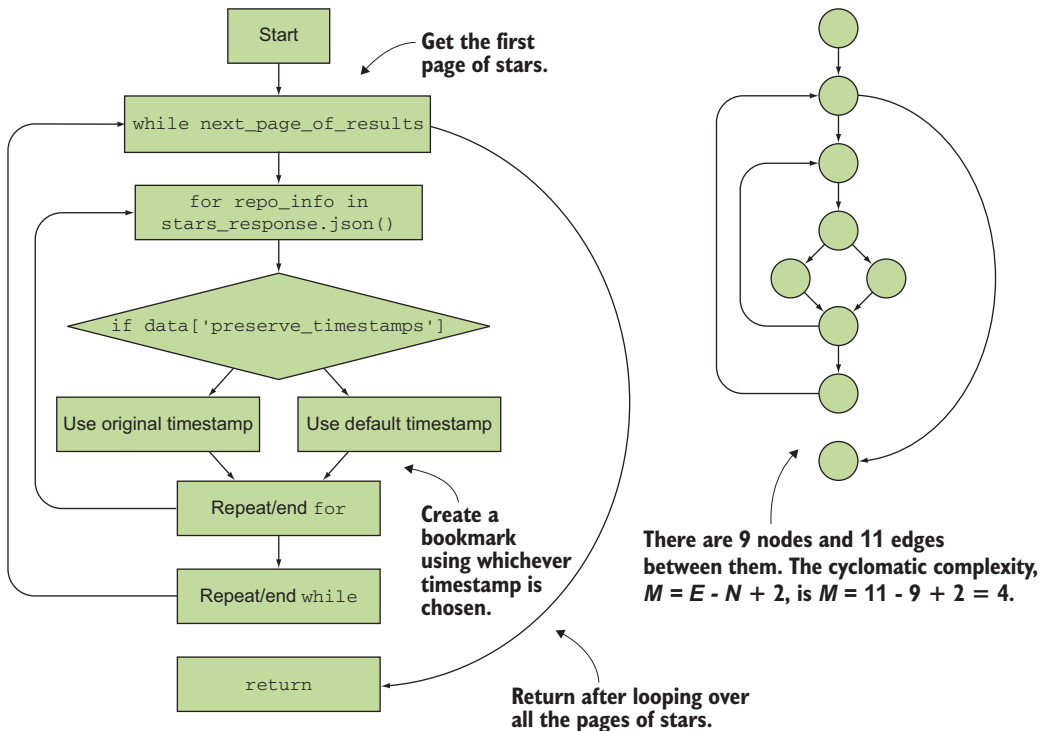 Start
Get the first
page of stars.
while next_page_of_results
for repo_info in
stars_response.json()
if data['preserve_timestamps']
Use original timestamp
Use default timestamp
Repeat/end for
Create a
bookmark
using whichever
timestamp is
chosen.
Repeat/end while
return
Return after looping over
all the pages of stars.
There are 9 nodes and 11 edges
between them. The cyclomatic complexity,
M = E - N + 2, is M = 11 - 9 + 2 = 4.